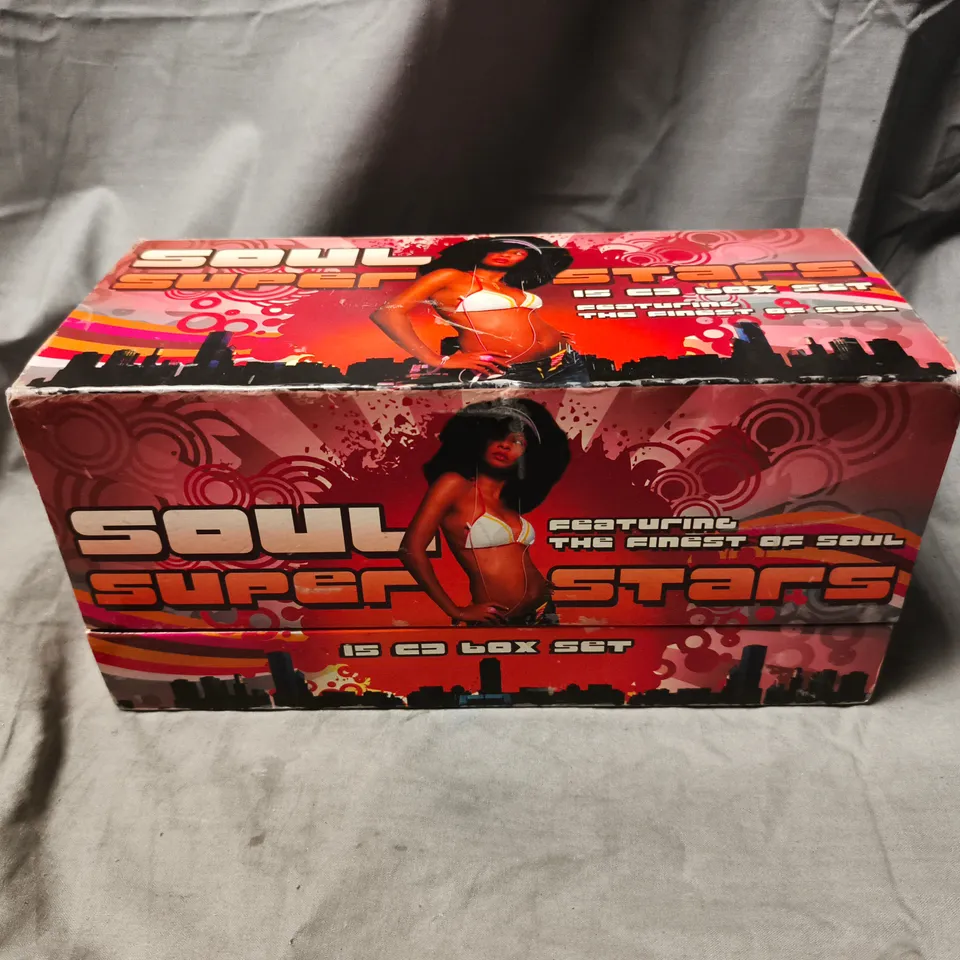 SOUL
SUPER STARS
15 CD BOX SET
FEATURING
THE FINEST OF SOUL
SOUL
SUPER STARS
FEATURING
THE FINEST OF SOUL
15 CD BOX SET